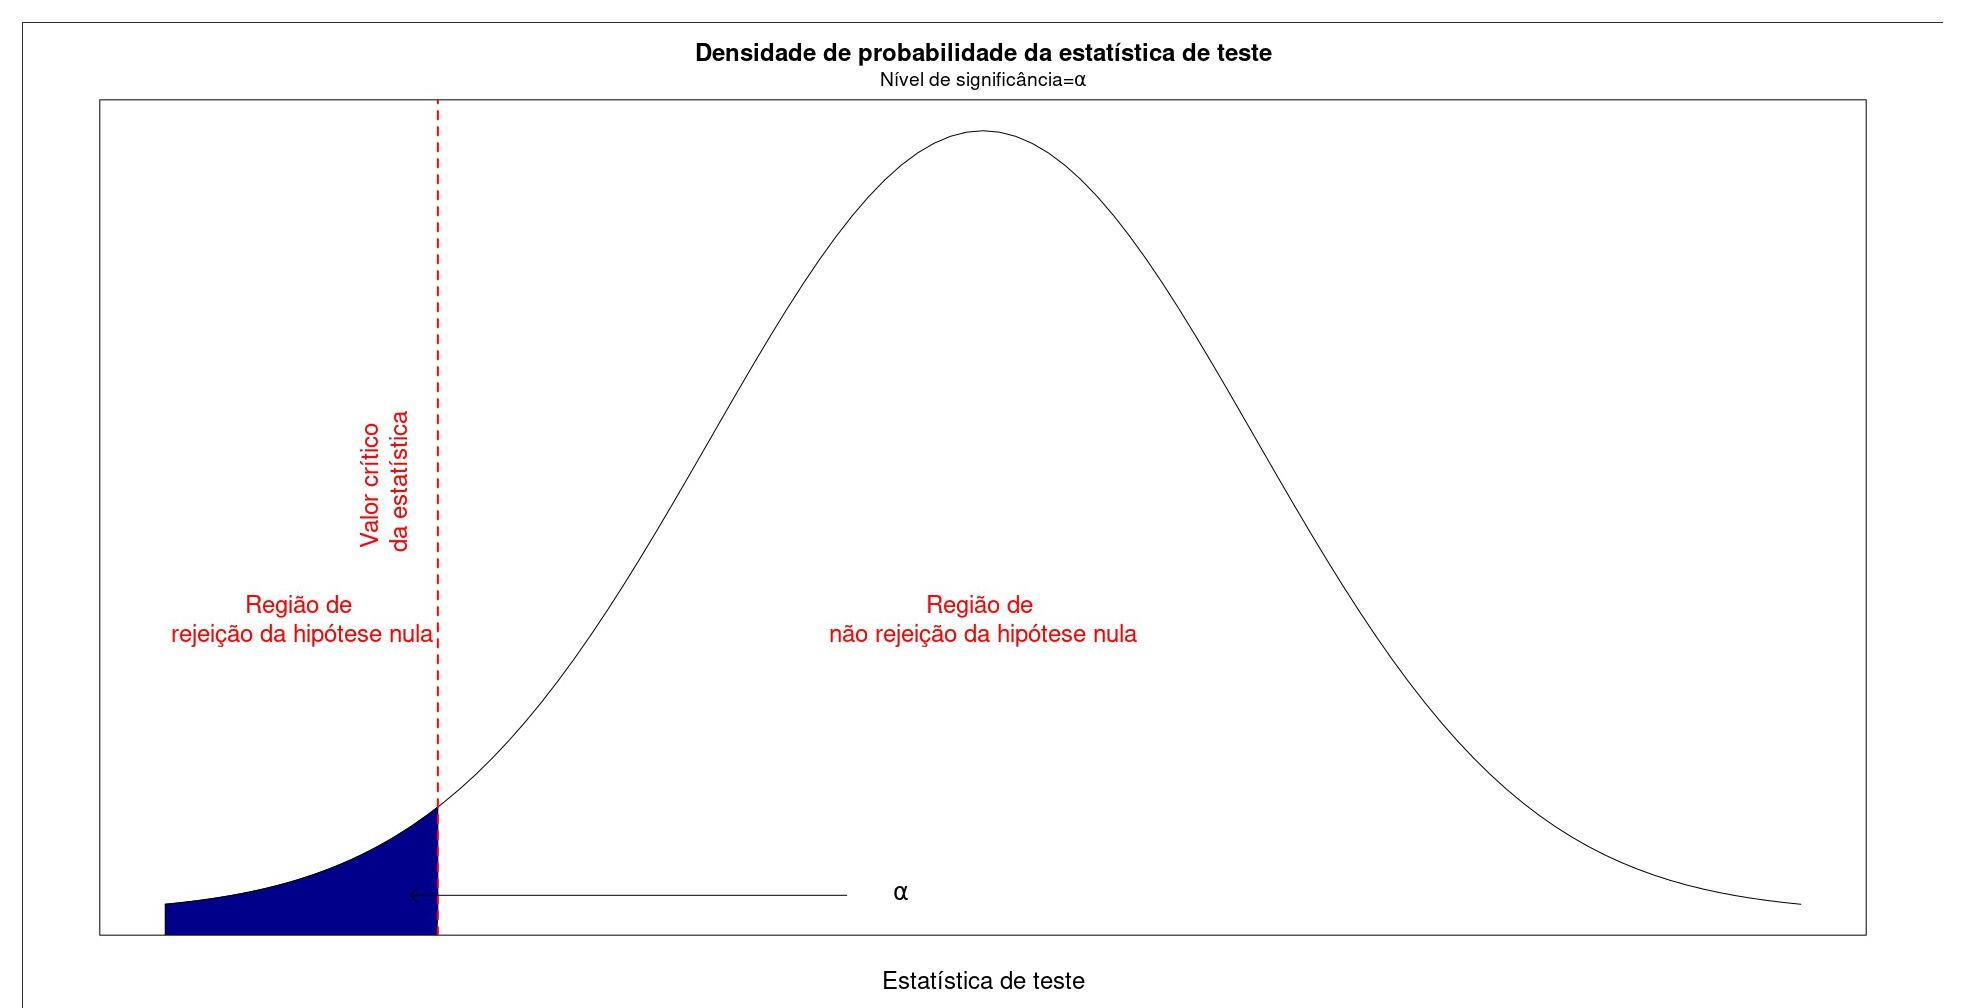 Densidade de probabilidade da estatística de teste
Nível de significância=α
Valor crítico
da estatística
Região de
rejeição da hipótese nula
Região de
não rejeição da hipótese nula
α
Estatística de teste